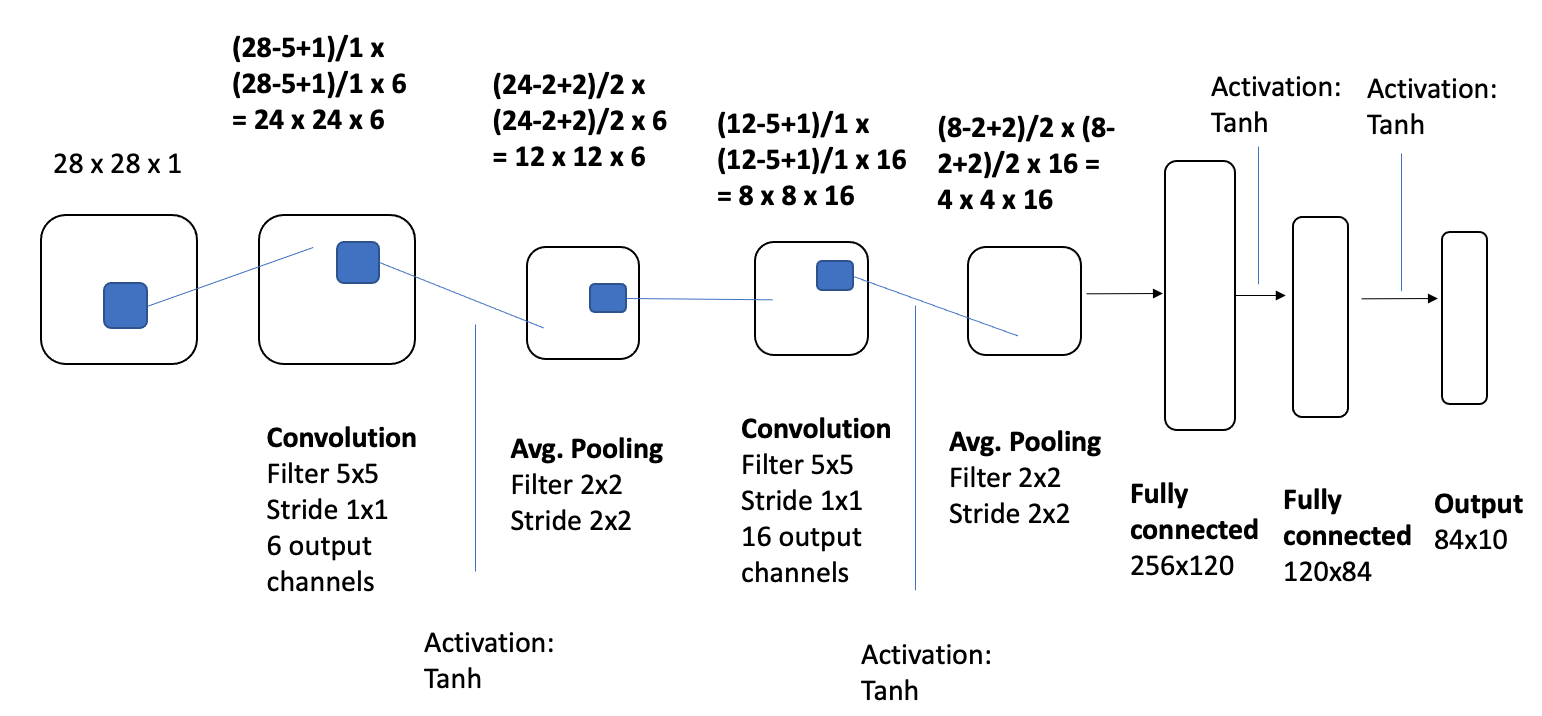 28 x 28 x 1
(28-5+1)/1 x
(28-5+1)/1 x 6
= 24 x 24 x 6
(24-2+2)/2 x
(24-2+2)/2 x 6
= 12 x 12 x 6
(12-5+1)/1 x
(12-5+1)/1 x 16
= 8 x 8 x 16
(8-2+2)/2 x (8-
2+2)/2 x 16 =
4 x 4 x 16
Activation:
Tanh
Activation:
Tanh
Convolution
Filter 5x5
Stride 1x1
6 output
channels
Avg. Pooling
Filter 2x2
Stride 2x2
Convolution
Filter 5x5
Stride 1x1
16 output
channels
Avg. Pooling
Filter 2x2
Stride 2x2
Fully
connected
256x120
Fully
connected
120x84
Output
84x10
Activation:
Tanh
Activation:
Tanh